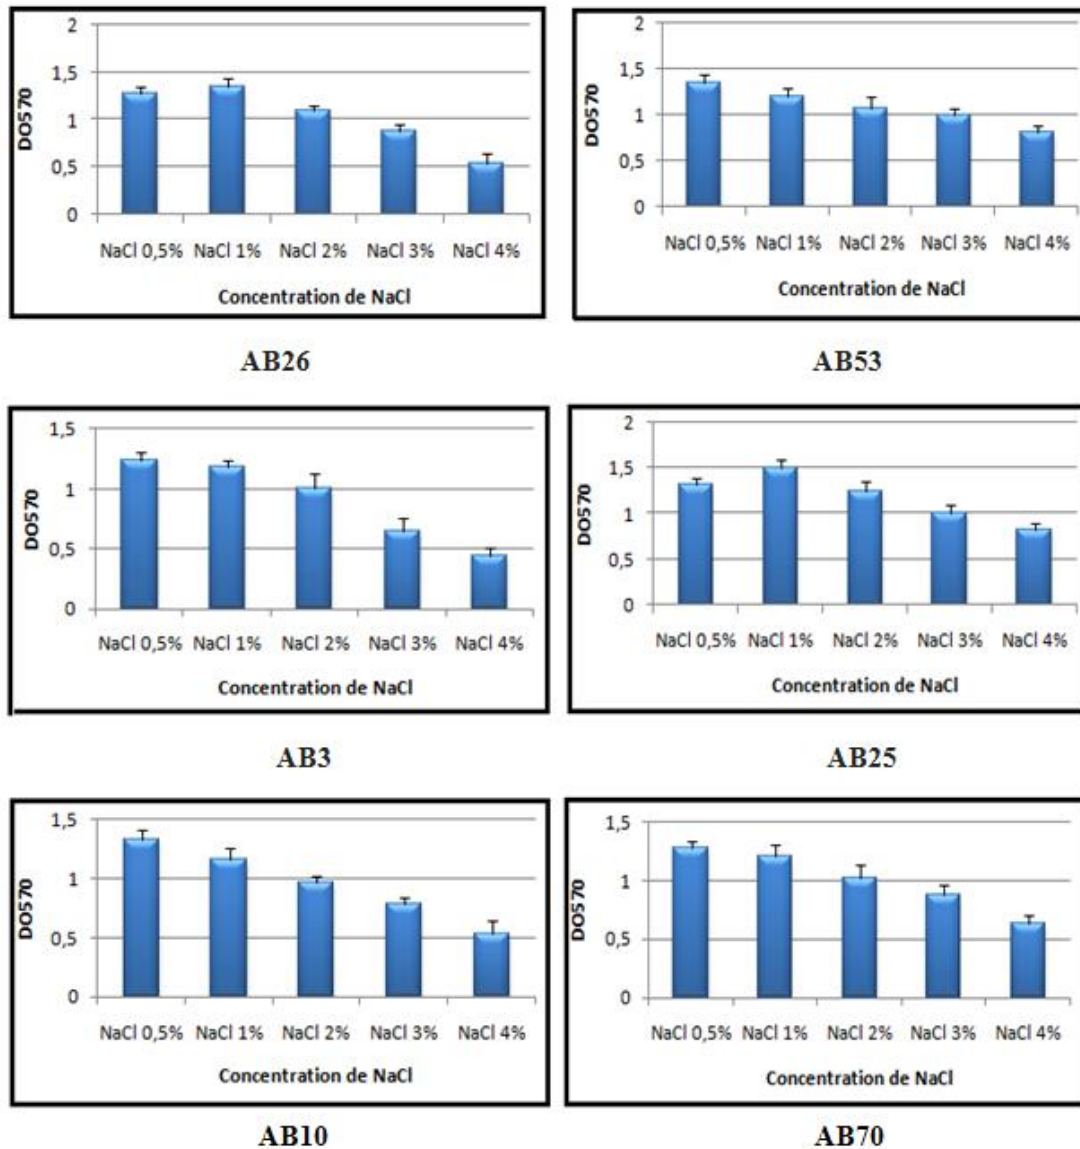 2
1,5
1
0,5
0
DO570
NaCl 0,5% NaCl 1% NaCl 2% NaCl 3% NaCl 4%
Concentration de NaCl
AB26
2
1,5
1
0,5
0
DO570
NaCl 0,5% NaCl 1% NaCl 2% NaCl 3% NaCl 4%
Concentration de NaCl
AB53
1,5
1
0,5
0
DO570
NaCl 0,5% NaCl 1% NaCl 2% NaCl 3% NaCl 4%
Concentration de NaCl
AB3
2
1,5
1
0,5
0
DO570
NaCl 0,5% NaCl 1% NaCl 2% NaCl 3% NaCl 4%
Concentration de NaCl
AB25
1,5
1
0,5
0
DO570
NaCl 0,5% NaCl 1% NaCl 2% NaCl 3% NaCl 4%
Concentration de NaCl
AB10
1,5
1
0,5
0
DO570
NaCl 0,5% NaCl 1% NaCl 2% NaCl 3% NaCl 4%
Concentration de NaCl
AB70